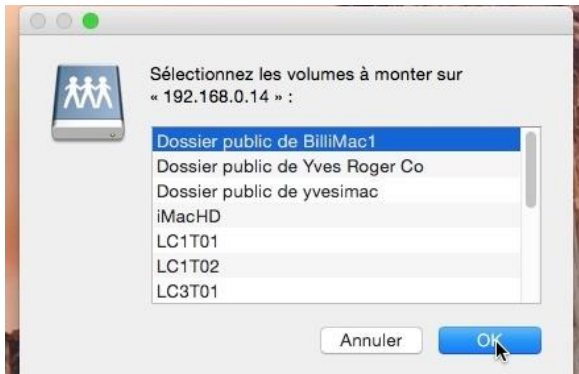 Sélectionnez les volumes à monter sur
« 192.168.0.14 » :
Dossier public de BilliMac1
Dossier public de Yves Roger Co
Dossier public de yvesimac
iMacHD
LC1T01
LC1T02
LC3T01
Annuler
OK